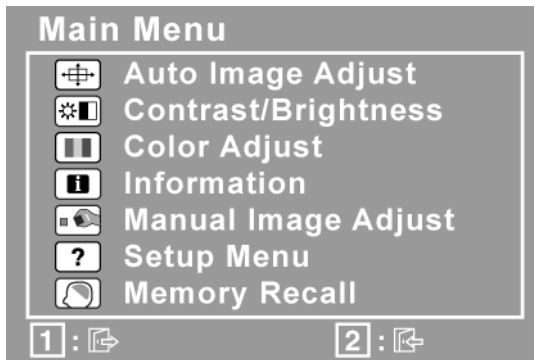 Main Menu
Auto Image Adjust
Contrast/Brightness
Color Adjust
i Information
Manual Image Adjust
? Setup Menu
Memory Recall
1 : 2 :